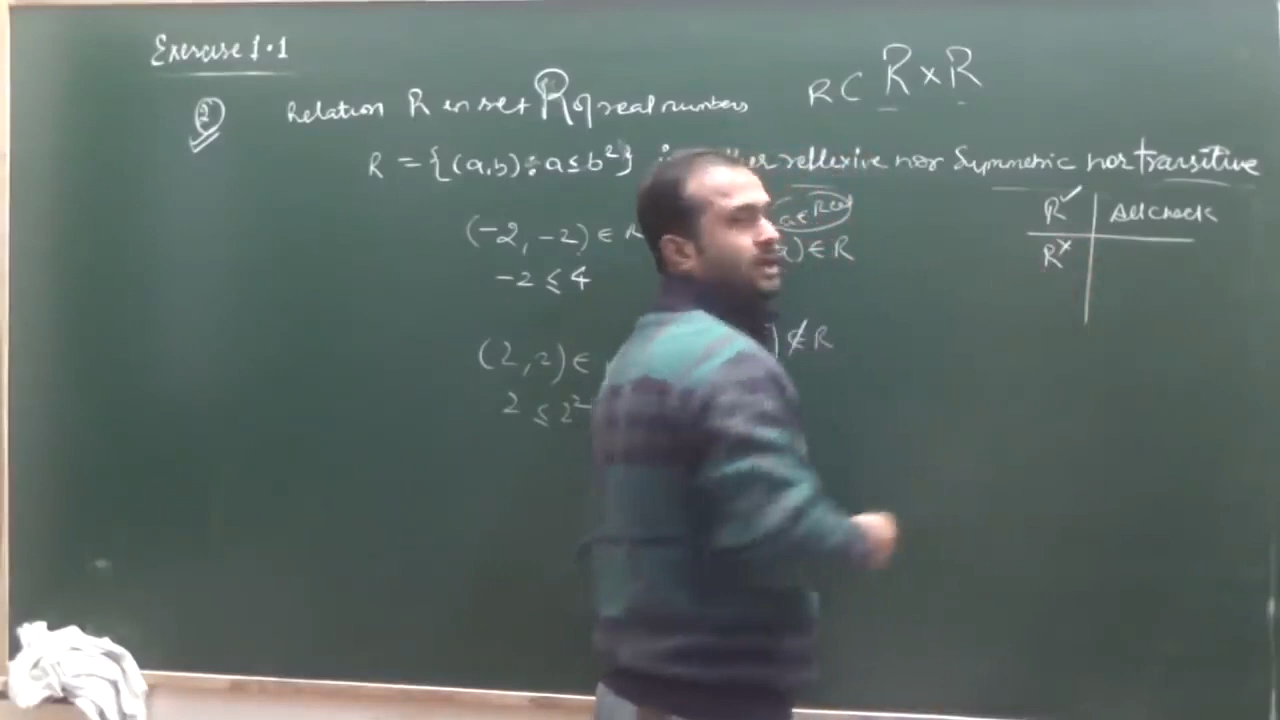 Exercise 1.1
R ⊂ R × R
② Relation R in set R of real numbers
R = {(a,b) : a ≤ b²} reflexive nor Symmetric nor transitive
(-2, -2) ∈ R
-2 ≤ 4
) ∈ R
(2, 2) ∈
2 ≤ 2²
) ∉ R
R✓ All check
R×